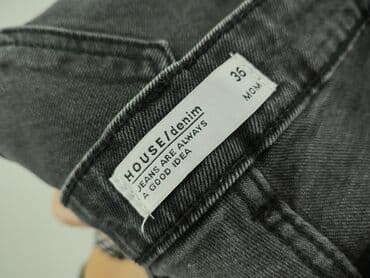 HOUSE/denim
JEANS ARE ALWAYS
A GOOD IDEA
36
MOM